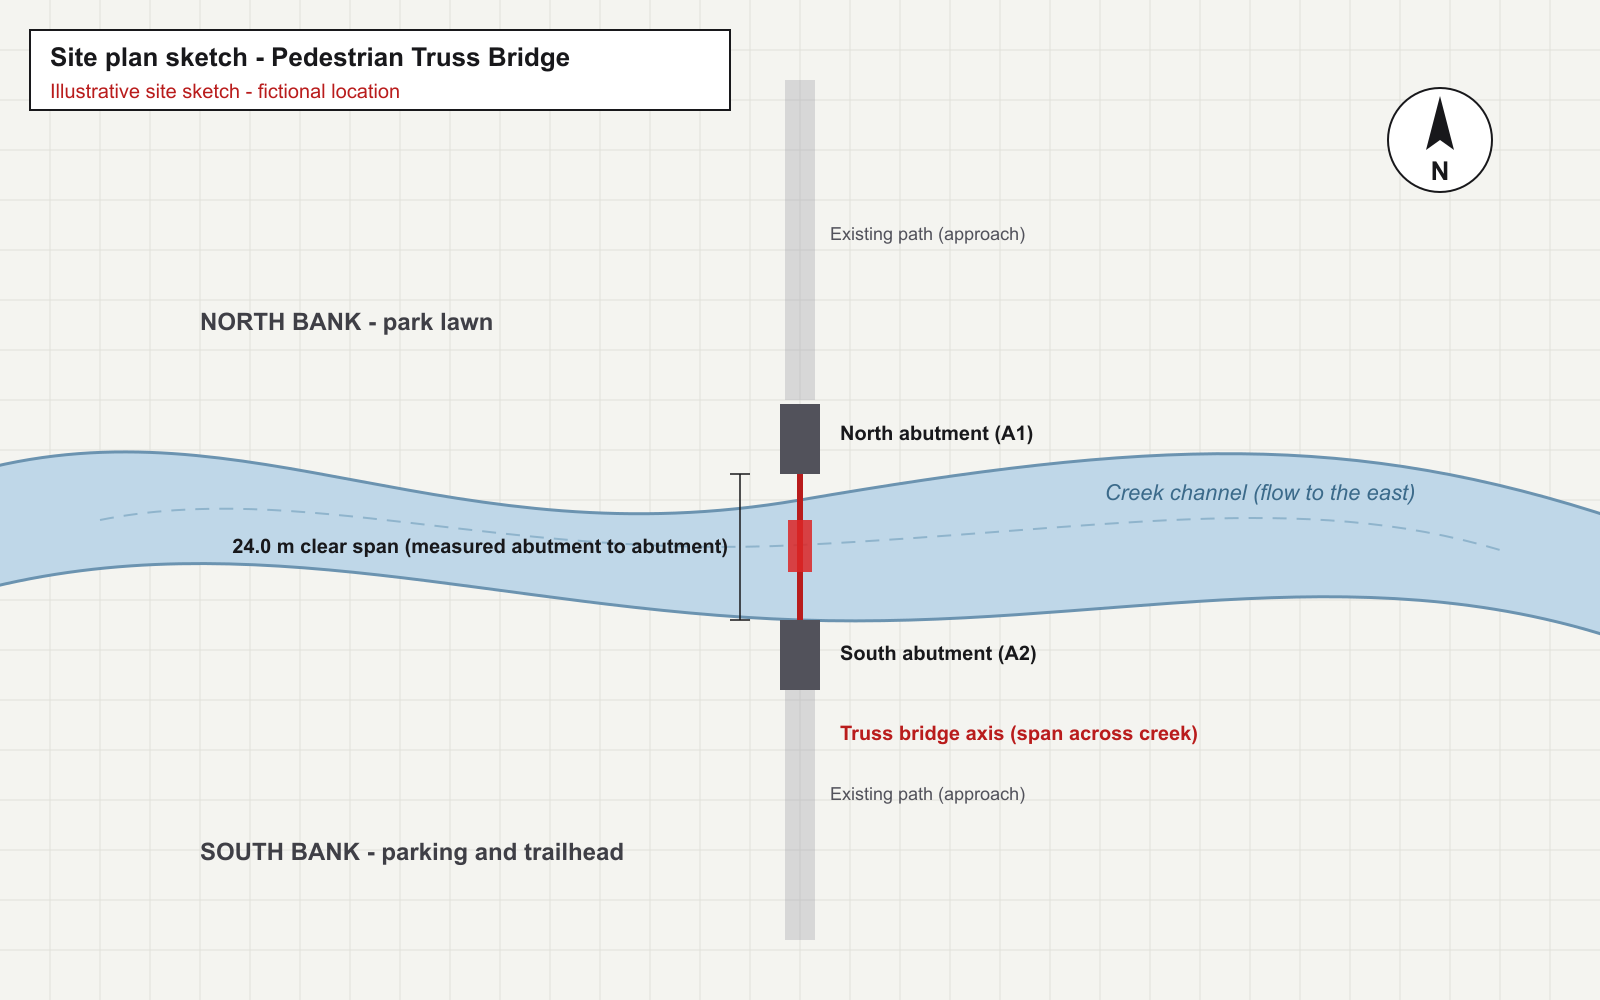 Site plan sketch - Pedestrian Truss Bridge
Illustrative site sketch - fictional location
N
Existing path (approach)
NORTH BANK - park lawn
North abutment (A1)
Creek channel (flow to the east)
24.0 m clear span (measured abutment to abutment)
South abutment (A2)
Truss bridge axis (span across creek)
Existing path (approach)
SOUTH BANK - parking and trailhead